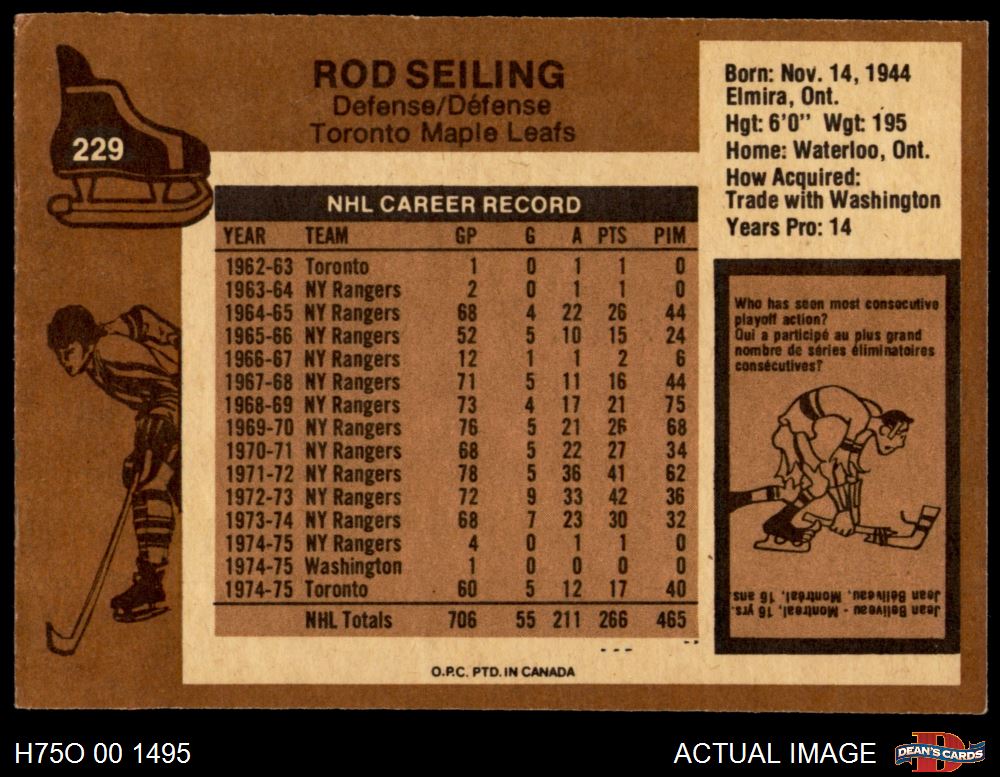 229
ROD SEILING
Defense/Défense
Toronto Maple Leafs
Born: Nov. 14, 1944
Elmira, Ont.
Hgt: 6'0" Wgt: 195
Home: Waterloo, Ont.
How Acquired:
Trade with Washington
Years Pro: 14
NHL CAREER RECORD
YEAR TEAM GP G A PTS PIM
1962-63 Toronto 1 0 1 1 0
1963-64 NY Rangers 2 0 1 1 0
1964-65 NY Rangers 68 4 22 26 44
1965-66 NY Rangers 52 5 10 15 24
1966-67 NY Rangers 12 1 1 2 6
1967-68 NY Rangers 71 5 11 16 44
1968-69 NY Rangers 73 4 17 21 75
1969-70 NY Rangers 76 5 21 26 68
1970-71 NY Rangers 68 5 22 27 34
1971-72 NY Rangers 78 5 36 41 62
1972-73 NY Rangers 72 9 33 42 36
1973-74 NY Rangers 68 7 23 30 32
1974-75 NY Rangers 4 0 1 1 0
1974-75 Washington 1 0 0 0 0
1974-75 Toronto 60 5 12 17 40
NHL Totals 706 55 211 266 465
Who has seen most consecutive
playoff action?
Qui a participé au plus grand
nombre de séries éliminatoires
consécutives?
Jean Beliveau - Montreal, 16 yrs.
Jean Béliveau, Montréal, 16 ans
O.P.C. PTD. IN CANADA
H75O 00 1495
ACTUAL IMAGE
D
DEAN'S CARDS